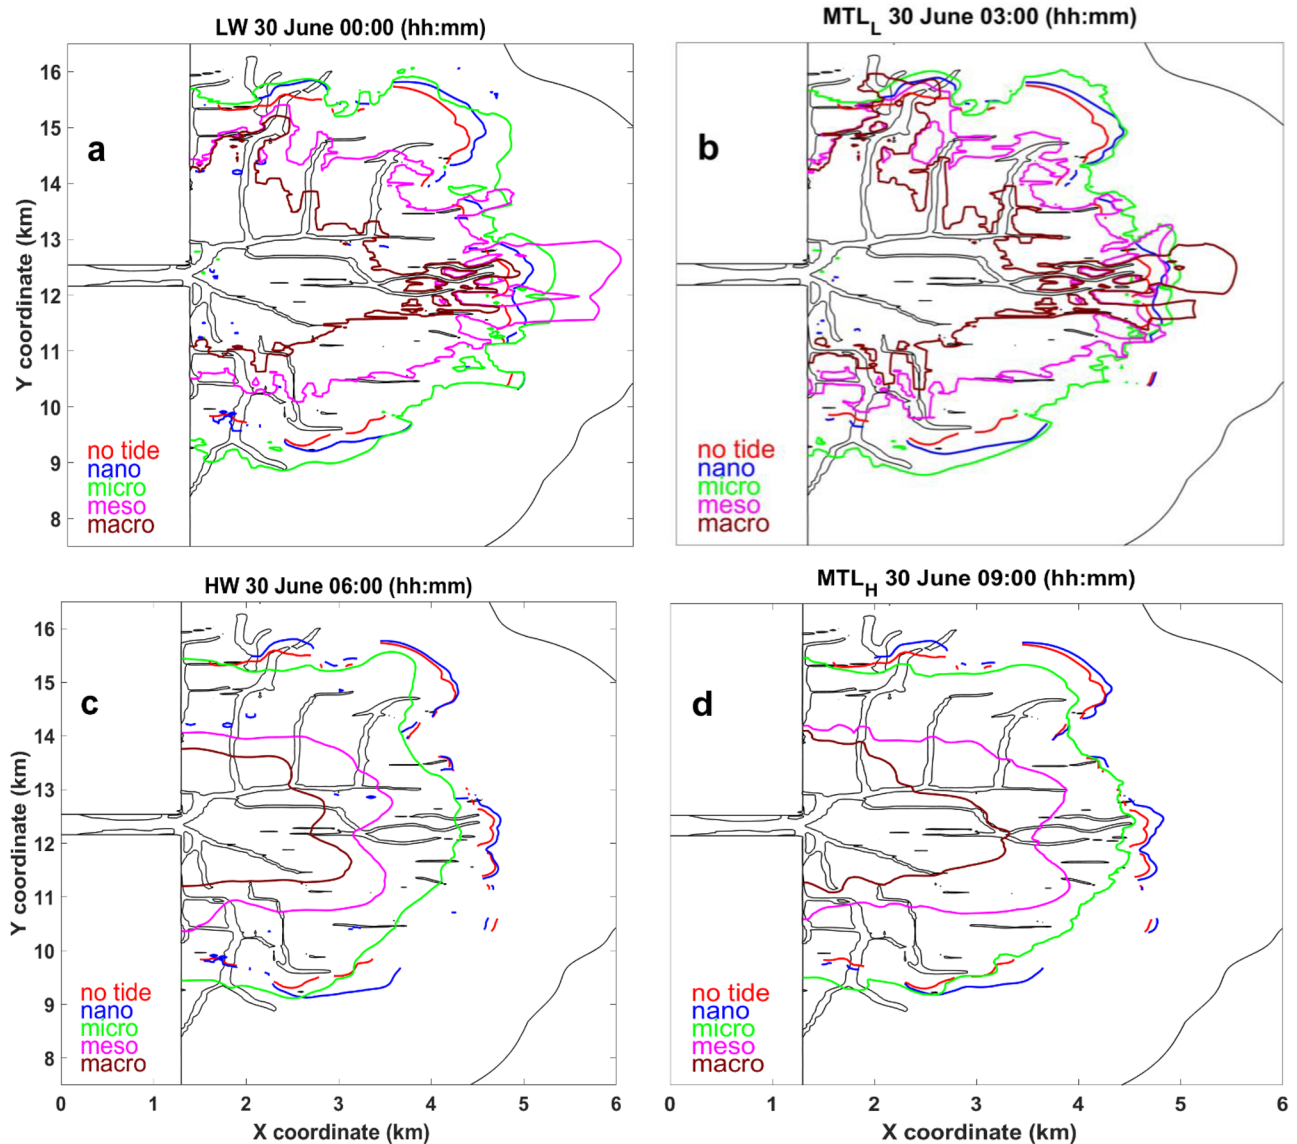 LW 30 June 00:00 (hh:mm)
MTL_L 30 June 03:00 (hh:mm)
16
15
14
13
12
11
10
9
8
Y coordinate (km)
a
b
no tide
nano
micro
meso
macro
no tide
nano
micro
meso
macro
HW 30 June 06:00 (hh:mm)
MTL_H 30 June 09:00 (hh:mm)
16
15
14
13
12
11
10
9
8
Y coordinate (km)
c
d
no tide
nano
micro
meso
macro
no tide
nano
micro
meso
macro
0 1 2 3 4 5 6
0 1 2 3 4 5 6
X coordinate (km)
X coordinate (km)